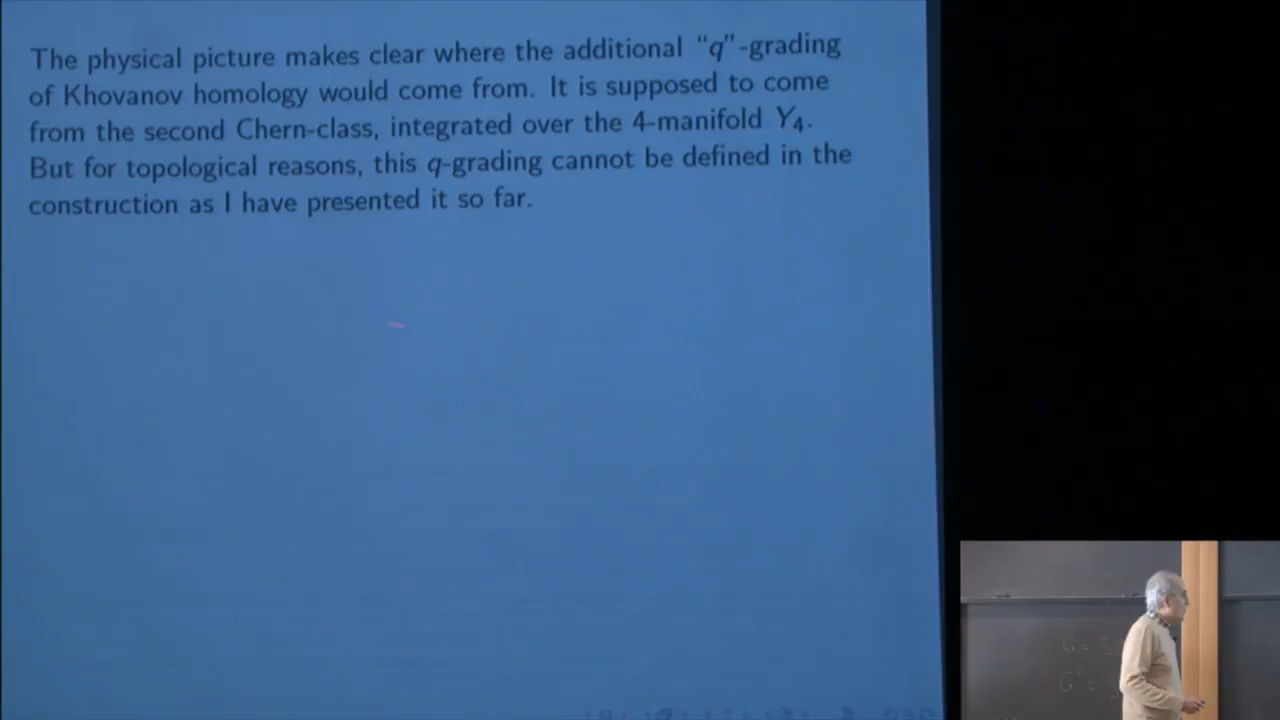 The physical picture makes clear where the additional “q”-grading
of Khovanov homology would come from. It is supposed to come
from the second Chern-class, integrated over the 4-manifold Y₄.
But for topological reasons, this q-grading cannot be defined in the
construction as I have presented it so far.